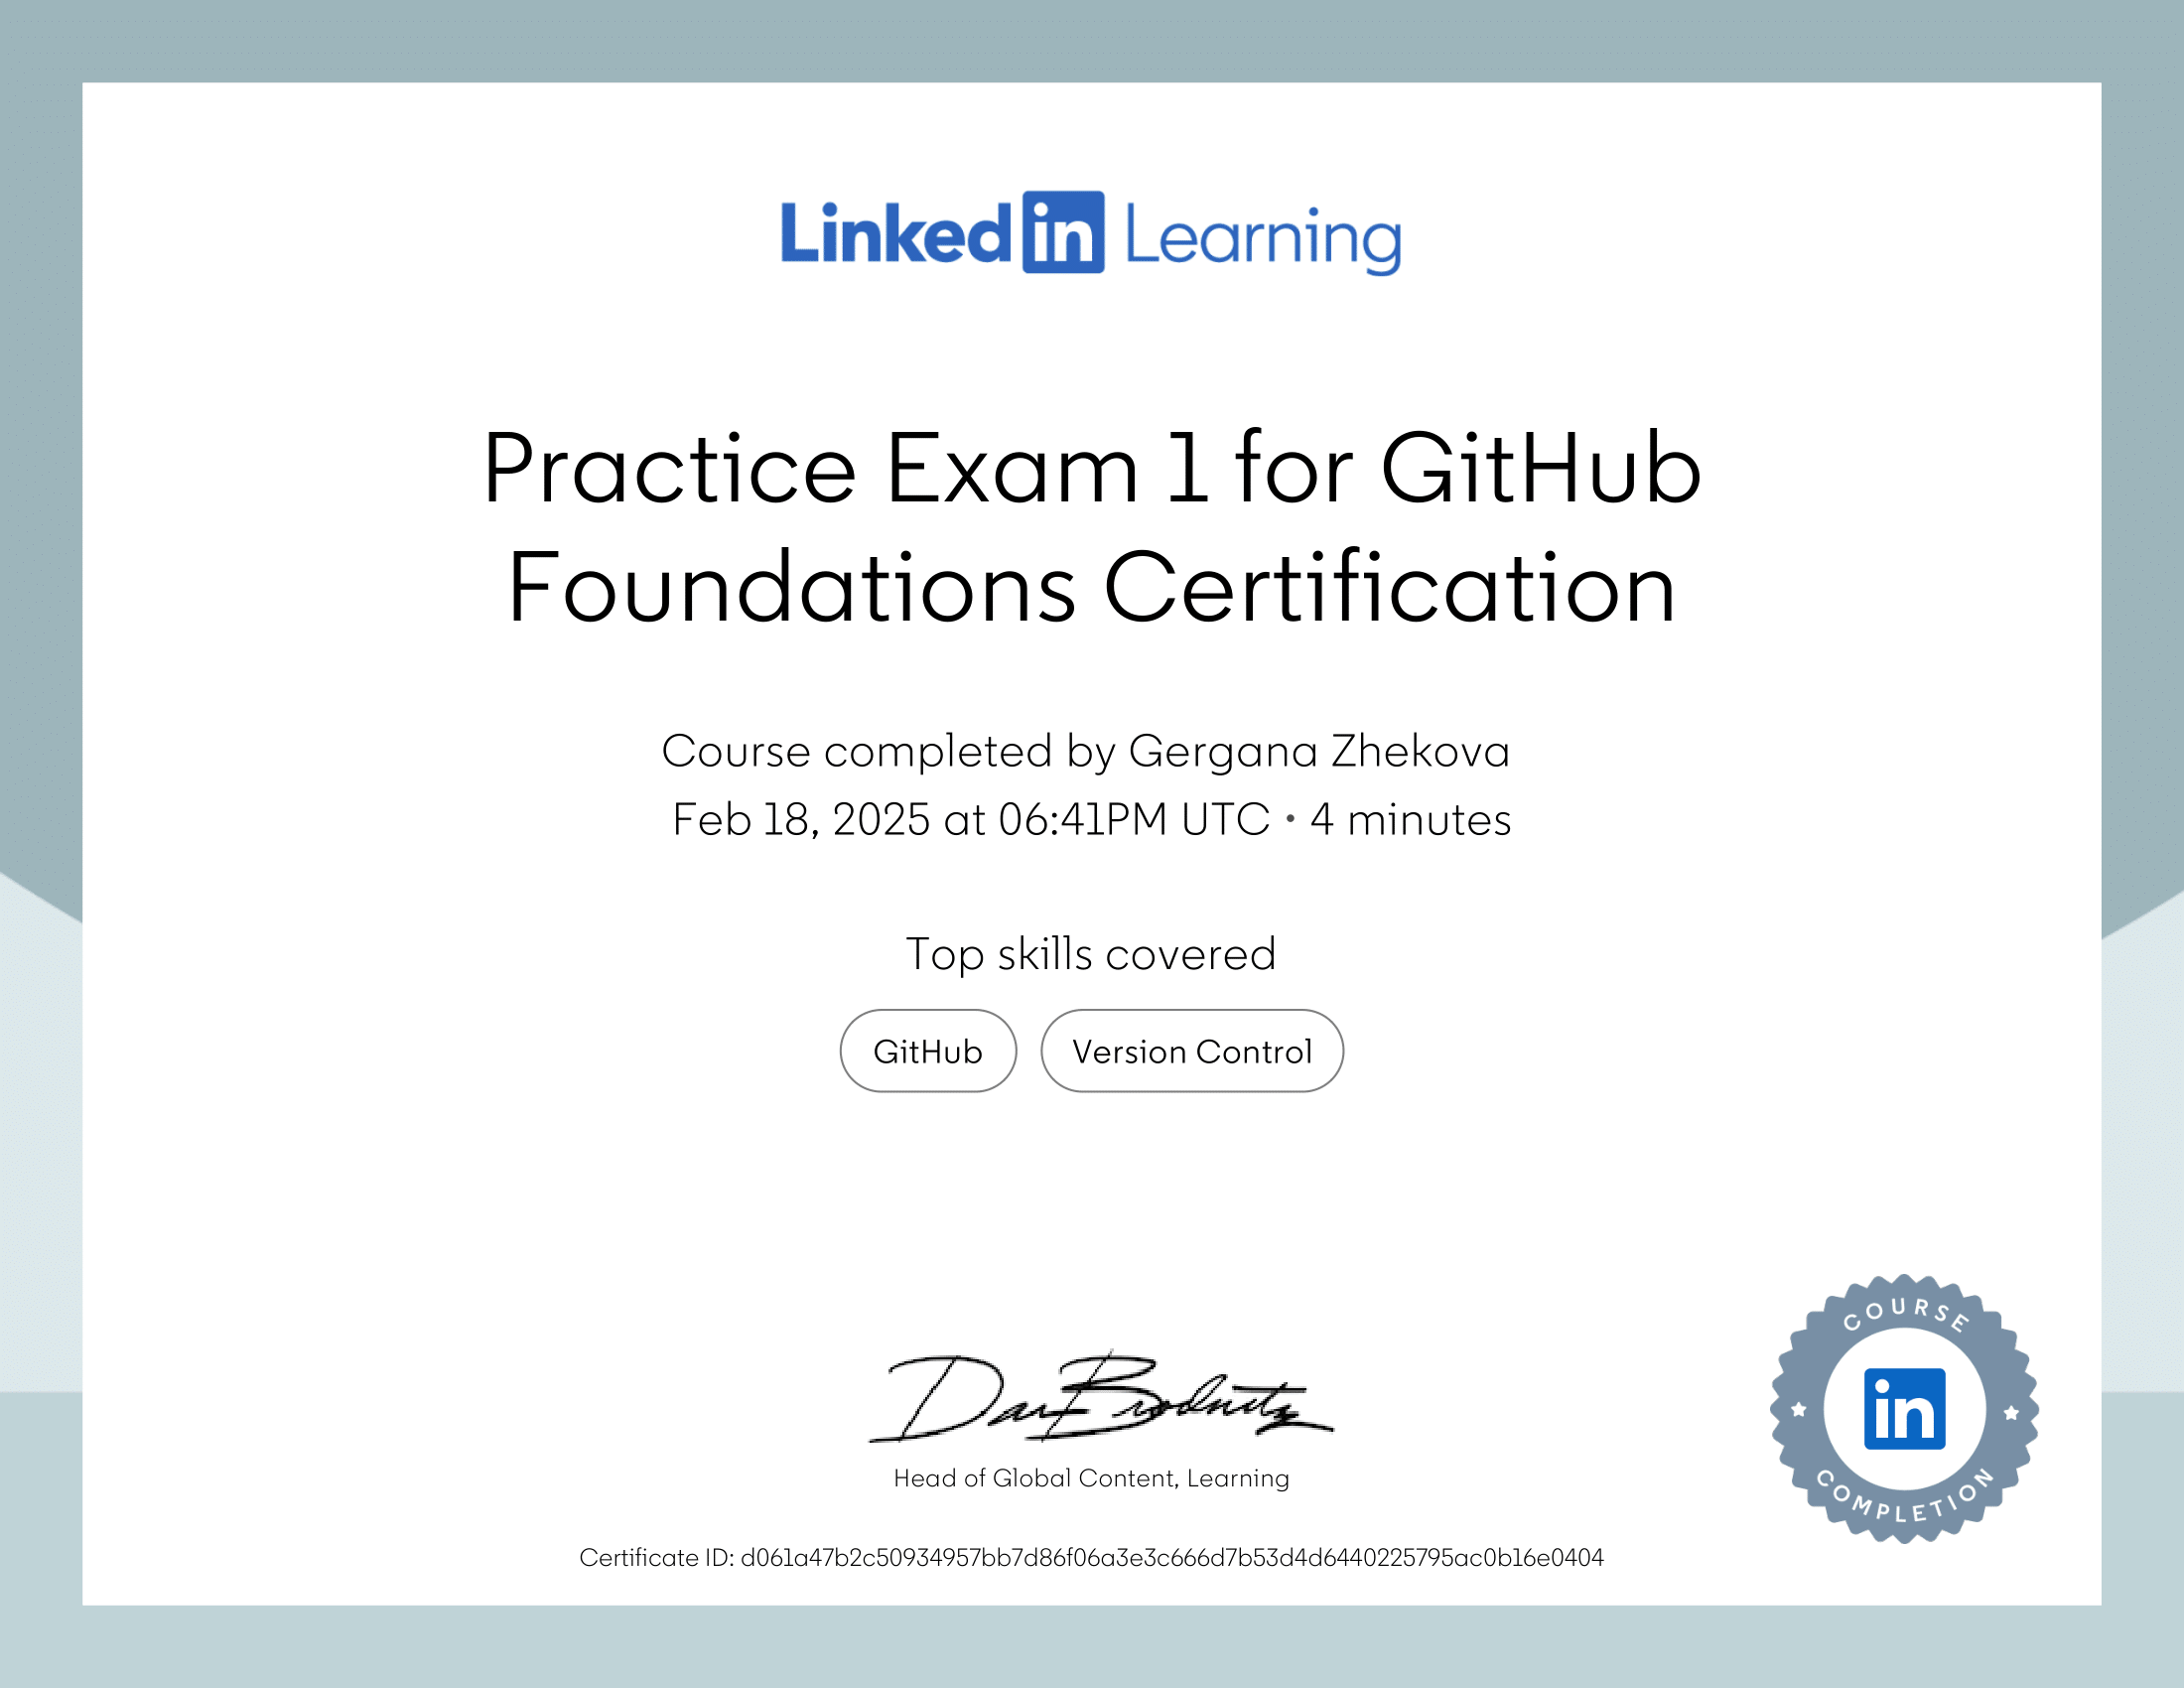 Linked in Learning
Practice Exam 1 for GitHub
Foundations Certification
Course completed by Gergana Zhekova
Feb 18, 2025 at 06:41PM UTC • 4 minutes
Top skills covered
GitHub
Version Control
Head of Global Content, Learning
Certificate ID: d061a47b2c50934957bb7d86f06a3e3c666d7b53d4d6440225795ac0b16e0404
COURSE
in
COMPLETION